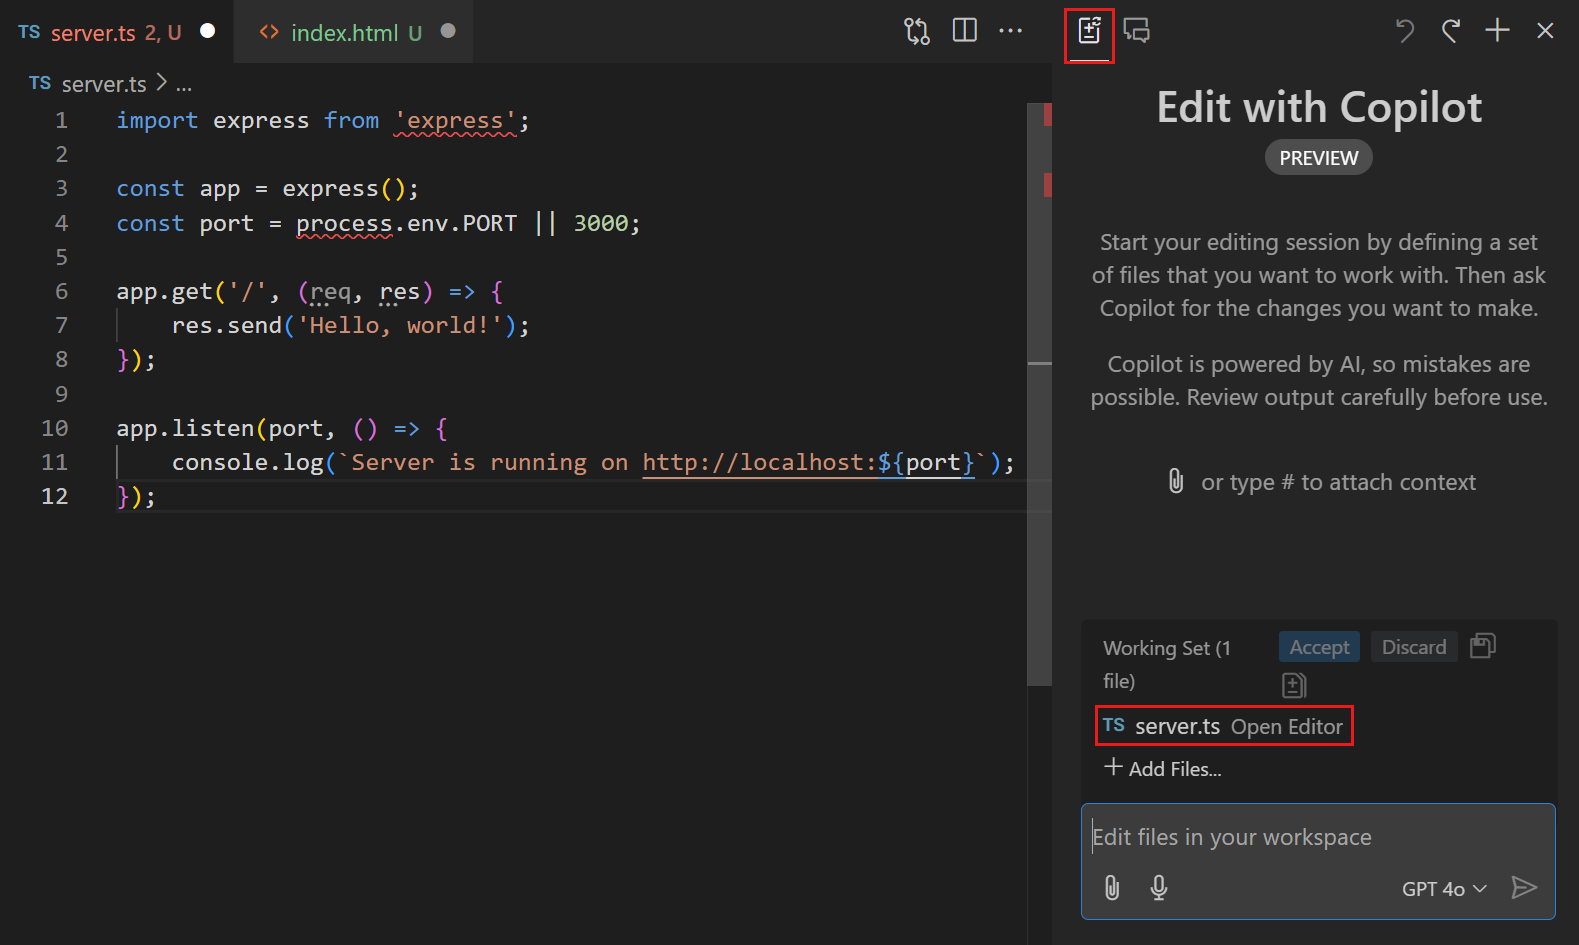 TS server.ts 2, U
<> index.html U
TS server.ts > ...
1 import express from 'express';
2
3 const app = express();
4 const port = process.env.PORT || 3000;
5
6 app.get('/', (req, res) => {
7     res.send('Hello, world!');
8 });
9
10 app.listen(port, () => {
11     console.log(`Server is running on http://localhost:${port}`);
12 });
Edit with Copilot
PREVIEW
Start your editing session by defining a set
of files that you want to work with. Then ask
Copilot for the changes you want to make.
Copilot is powered by AI, so mistakes are
possible. Review output carefully before use.
or type # to attach context
Working Set (1
file)
Accept
Discard
TS server.ts Open Editor
+ Add Files...
Edit files in your workspace
GPT 4o